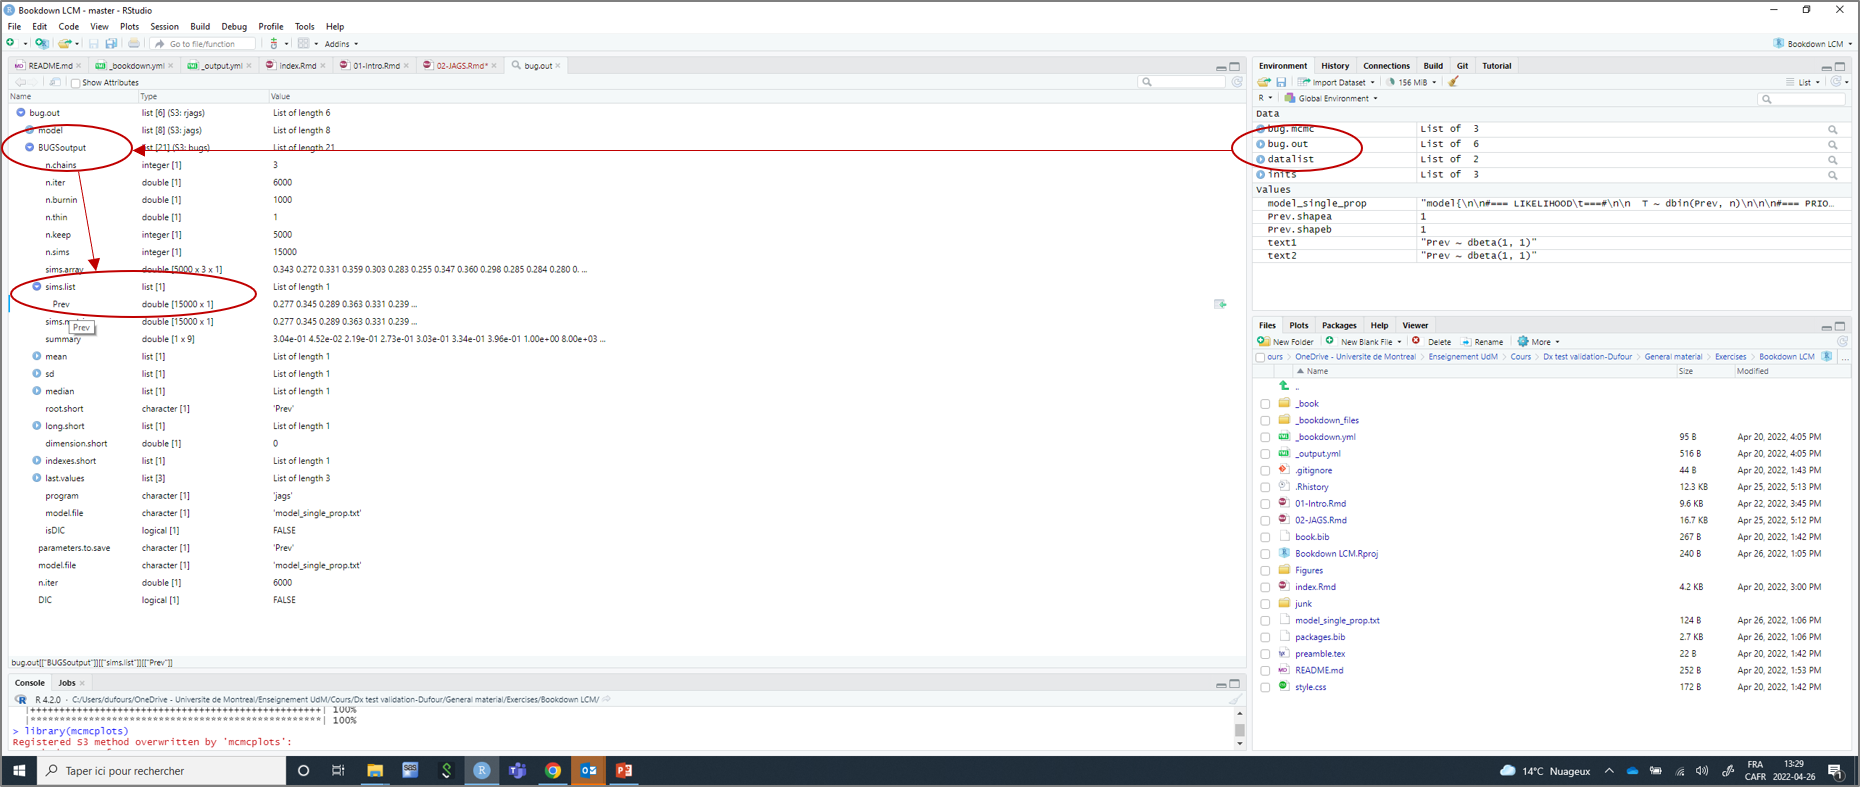 Bookdown LCM - master - RStudio
File Edit Code View Plots Session Build Debug Profile Tools Help
Go to file/function Addins
Bookdown LCM
README.md _bookdown.yml _output.yml index.Rmd 01-Intro.Rmd 02-JAGS.Rmd* bug.out
Show Attributes
Name Type Value
bug.out list [6] (S3: rjags) List of length 6
model list [8] (S3: jags) List of length 8
BUGSoutput list [21] (S3: bugs) List of length 21
n.chains integer [1] 3
n.iter double [1] 6000
n.burnin double [1] 1000
n.thin double [1] 1
n.keep integer [1] 5000
n.sims integer [1] 15000
sims.array double [5000 x 3 x 1] 0.343 0.272 0.331 0.359 0.303 0.283 0.255 0.347 0.360 0.298 0.285 0.284 0.280 0. ...
sims.list list [1] List of length 1
Prev double [15000 x 1] 0.277 0.345 0.289 0.363 0.331 0.239 ...
double [15000 x 1] 0.277 0.345 0.289 0.363 0.331 0.239 ...
Prev
summary double [1 x 9] 3.04e-01 4.52e-02 2.19e-01 2.73e-01 3.03e-01 3.34e-01 3.96e-01 1.00e+00 8.00e+03 ...
mean list [1] List of length 1
sd list [1] List of length 1
median list [1] List of length 1
root.short character [1] 'Prev'
long.short list [1] List of length 1
dimension.short double [1] 0
indexes.short list [1] List of length 1
last.values list [3] List of length 3
program character [1] 'jags'
model.file character [1] 'model_single_prop.txt'
isDIC logical [1] FALSE
parameters.to.save character [1] 'Prev'
model.file character [1] 'model_single_prop.txt'
n.iter double [1] 6000
DIC logical [1] FALSE
bug.out[["BUGSoutput"]][["sims.list"]][["Prev"]]
Console Jobs
R 4.2.0 · C:/Users/dufours/OneDrive - Universite de Montreal/Enseignement UdM/Cours/Dx test validation-Dufour/General material/Exercises/Bookdown LCM/
|++++++++++++++++++++++++++++++++++++++++++++++++++| 100%
|**************************************************| 100%
> library(mcmcplots)
Registered S3 method overwritten by 'mcmcplots':
Environment History Connections Build Git Tutorial
Import Dataset 156 MiB List
R Global Environment
Data
bug.mcmc List of 3
bug.out List of 6
datalist List of 2
inits List of 3
Values
model_single_prop "model{\n\n#=== LIKELIHOOD\t===#\n\n  T ~ dbin(Prev, n)\n\n\n#=== PRIO…
Prev.shapea 1
Prev.shapeb 1
text1 "Prev ~ dbeta(1, 1)"
text2 "Prev ~ dbeta(1, 1)"
Files Plots Packages Help Viewer
New Folder New Blank File Delete Rename More
ours OneDrive - Universite de Montreal Enseignement UdM Cours Dx test validation-Dufour General material Exercises Bookdown LCM ...
Name Size Modified
..
_book
_bookdown_files
_bookdown.yml 95 B Apr 20, 2022, 4:05 PM
_output.yml 516 B Apr 20, 2022, 4:05 PM
.gitignore 44 B Apr 20, 2022, 1:43 PM
.Rhistory 12.3 KB Apr 25, 2022, 5:13 PM
01-Intro.Rmd 9.6 KB Apr 22, 2022, 3:45 PM
02-JAGS.Rmd 16.7 KB Apr 25, 2022, 5:12 PM
book.bib 267 B Apr 20, 2022, 1:42 PM
Bookdown LCM.Rproj 240 B Apr 26, 2022, 1:05 PM
Figures
index.Rmd 4.2 KB Apr 20, 2022, 3:00 PM
junk
model_single_prop.txt 124 B Apr 26, 2022, 1:06 PM
packages.bib 2.7 KB Apr 26, 2022, 1:06 PM
preamble.tex 22 B Apr 20, 2022, 1:42 PM
README.md 252 B Apr 20, 2022, 1:53 PM
style.css 172 B Apr 20, 2022, 1:42 PM
Taper ici pour rechercher
14°C Nuageux
FRA
CAFR
13:29
2022-04-26
1